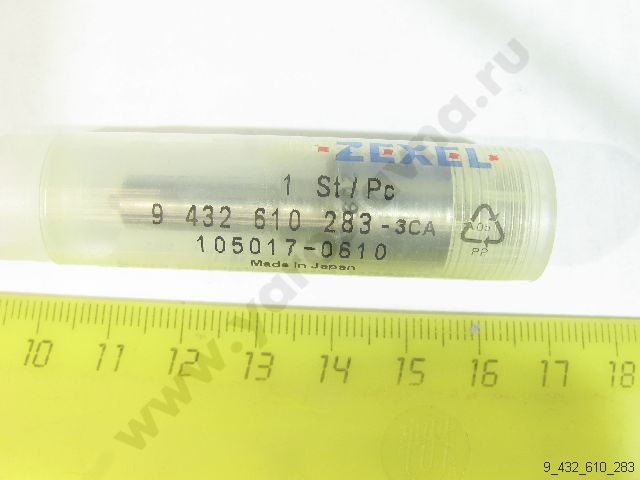 ZEXEL
1 St/Pc
9 432 610 283-3CA
105017-0610
Made in Japan
05
PP
10 11 12 13 14 15 16 17 18
9_432_610_283